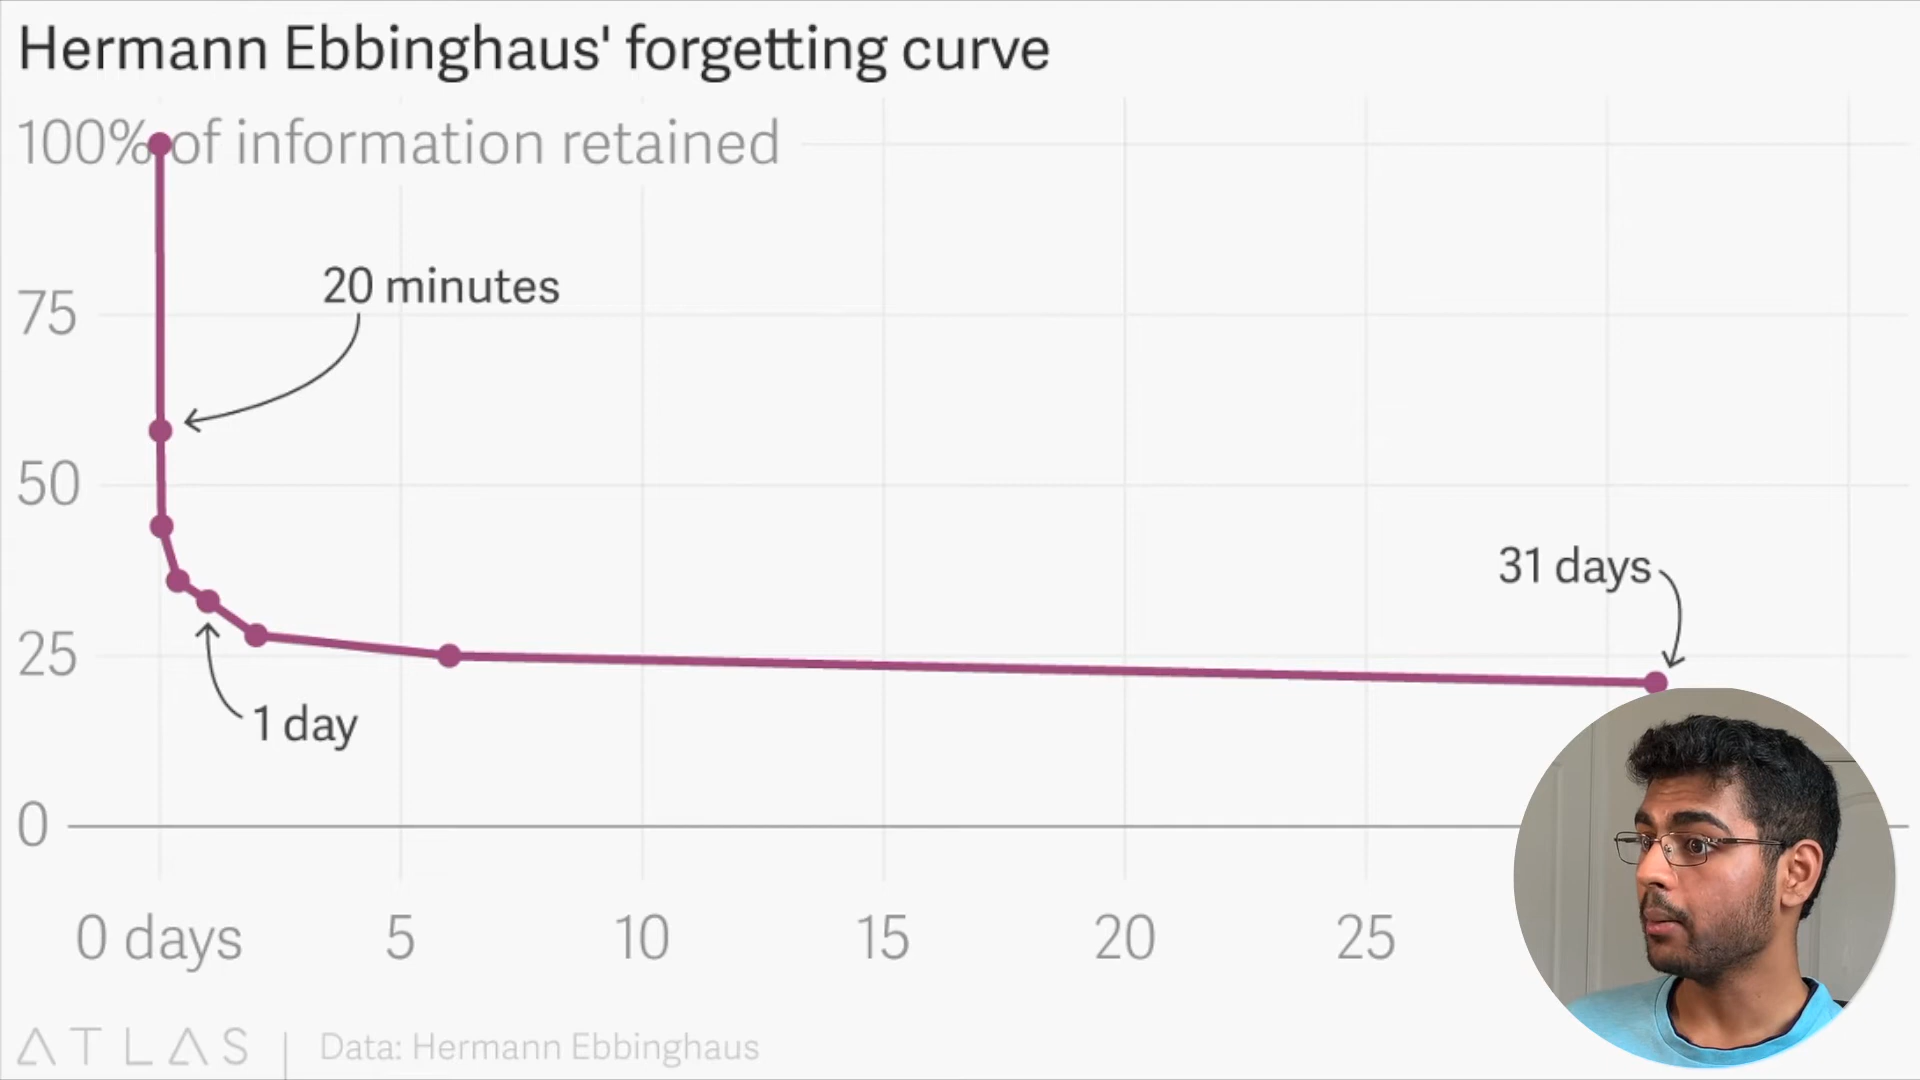 Hermann Ebbinghaus' forgetting curve
100% of information retained
20 minutes
75
50
31 days
25
1 day
0
0 days 5 10 15 20 25
ATLAS | Data: Hermann Ebbinghaus